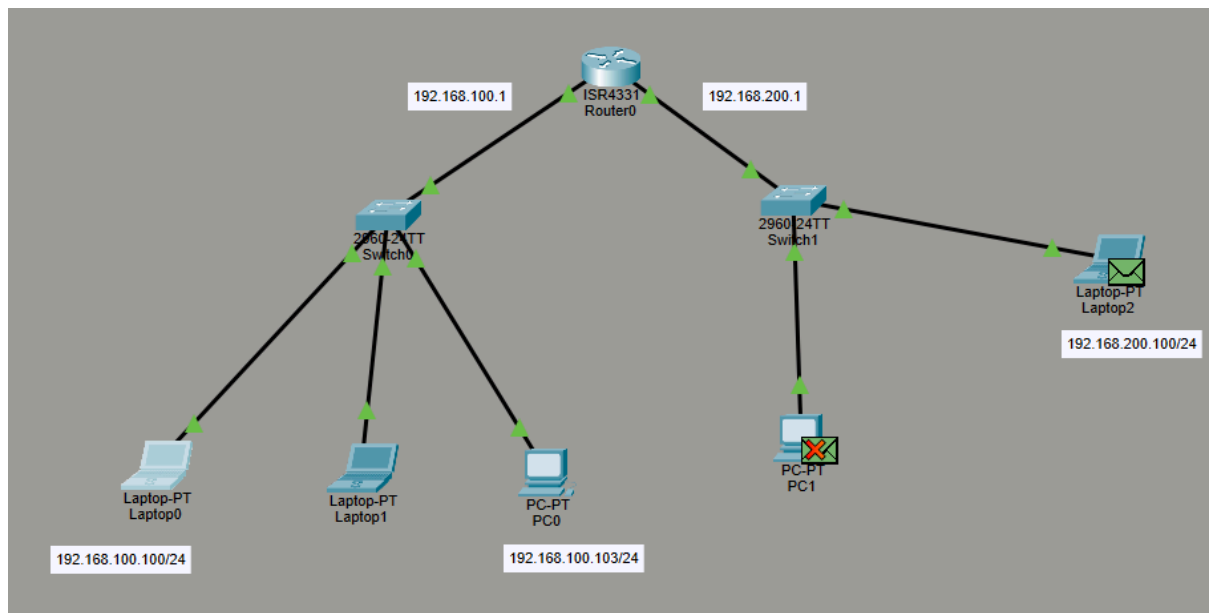 192.168.100.1
ISR4331
Router0
192.168.200.1
2960-24TT
Switch0
2960-24TT
Switch1
Laptop-PT
Laptop2
192.168.200.100/24
Laptop-PT
Laptop0
Laptop-PT
Laptop1
PC-PT
PC0
PC-PT
PC1
192.168.100.100/24
192.168.100.103/24